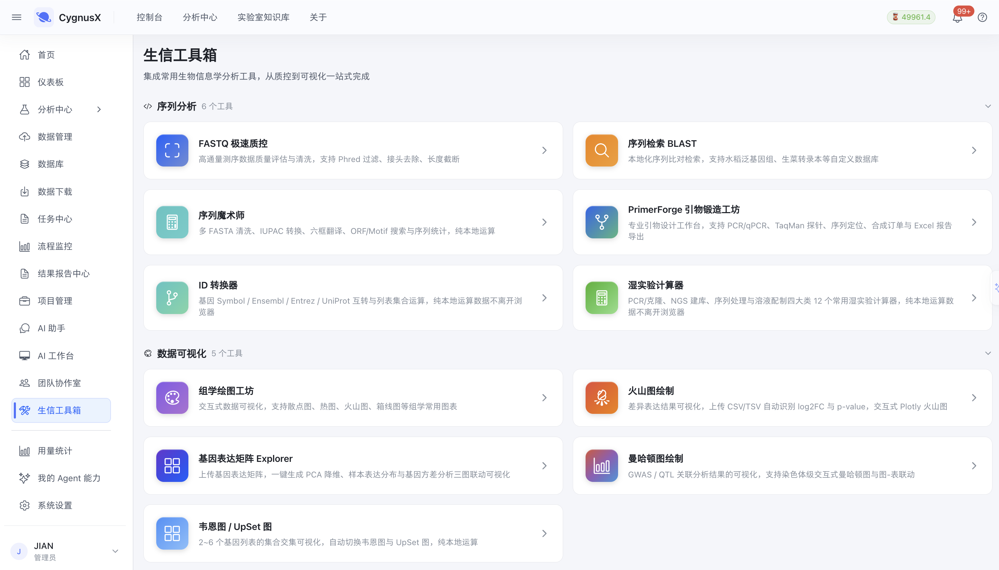 CygnusX
控制台
分析中心
实验室知识库
关于
49961.4
99+
首页
仪表板
分析中心
数据管理
数据库
数据下载
任务中心
流程监控
结果报告中心
项目管理
AI 助手
AI 工作台
团队协作室
生信工具箱
用量统计
我的 Agent 能力
系统设置
J
JIAN
管理员
生信工具箱
集成常用生物信息学分析工具，从质控到可视化一站式完成
序列分析 6 个工具
FASTQ 极速质控
高通量测序数据质量评估与清洗，支持 Phred 过滤、接头去除、长度截断
序列检索 BLAST
本地化序列比对检索，支持水稻泛基因组、生菜转录本等自定义数据库
序列魔术师
多 FASTA 清洗、IUPAC 转换、六框翻译、ORF/Motif 搜索与序列统计，纯本地运算
PrimerForge 引物锻造工坊
专业引物设计工作台，支持 PCR/qPCR、TaqMan 探针、序列定位、合成订单与 Excel 报告
导出
ID 转换器
基因 Symbol / Ensembl / Entrez / UniProt 互转与列表集合运算，纯本地运算数据不离开浏
览器
湿实验计算器
PCR/克隆、NGS 建库、序列处理与溶液配制四大类 12 个常用湿实验计算器，纯本地运算数
据不离开浏览器
数据可视化 5 个工具
组学绘图工坊
交互式数据可视化，支持散点图、热图、火山图、箱线图等组学常用图表
火山图绘制
差异表达结果可视化，上传 CSV/TSV 自动识别 log2FC 与 p-value，交互式 Plotly 火山图
基因表达矩阵 Explorer
上传基因表达矩阵，一键生成 PCA 降维、样本表达分布与基因方差分析三图联动可视化
曼哈顿图绘制
GWAS / QTL 关联分析结果的可视化，支持染色体级交互式曼哈顿图与图-表联动
韦恩图 / UpSet 图
2~6 个基因列表的集合交集可视化，自动切换韦恩图与 UpSet 图，纯本地运算